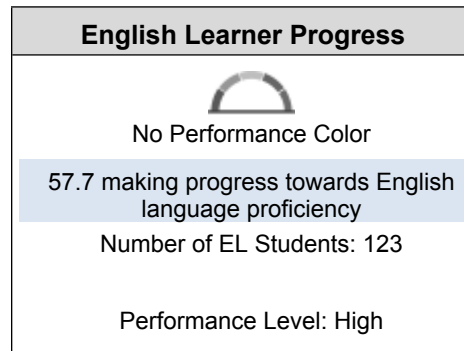 English Learner Progress
No Performance Color
57.7 making progress towards English
language proficiency
Number of EL Students: 123
Performance Level: High